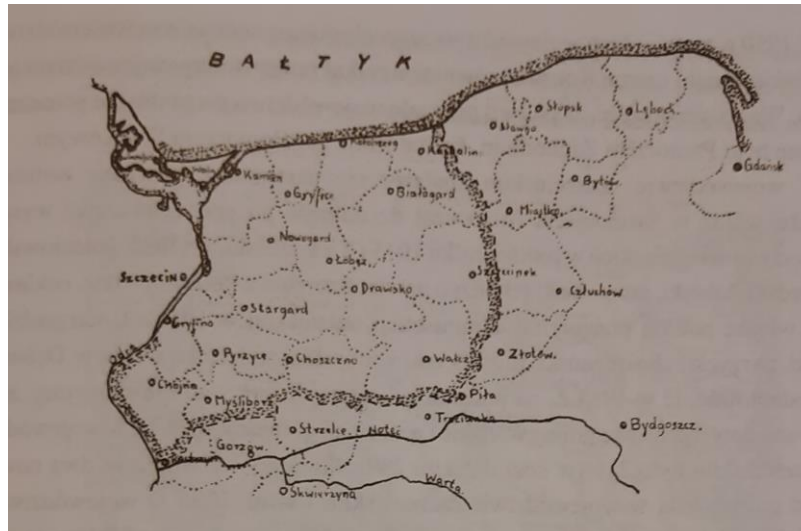 BAŁTYK
Słupsk
Lębork
Sławno
Gdańsk
Koszalin
Kamień
Bytów
Gryfice
Białogard
Miastko
Nowogard
Łobez
Szczecin
Szczecinek
Drawsko
Człuchów
Stargard
Gryfino
Pyrzyce
Choszczno
Wałcz
Złotów.
Chojna
Myślibórz
Piła
Strzelce
Noteć
Trzcianka
Bydgoszcz.
Gorzów.
Skwierzyna
Warta